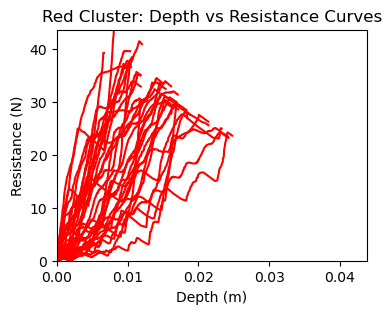 Red Cluster: Depth vs Resistance Curves
Resistance (N)
40
30
20
10
0
0.00 0.01 0.02 0.03 0.04
Depth (m)